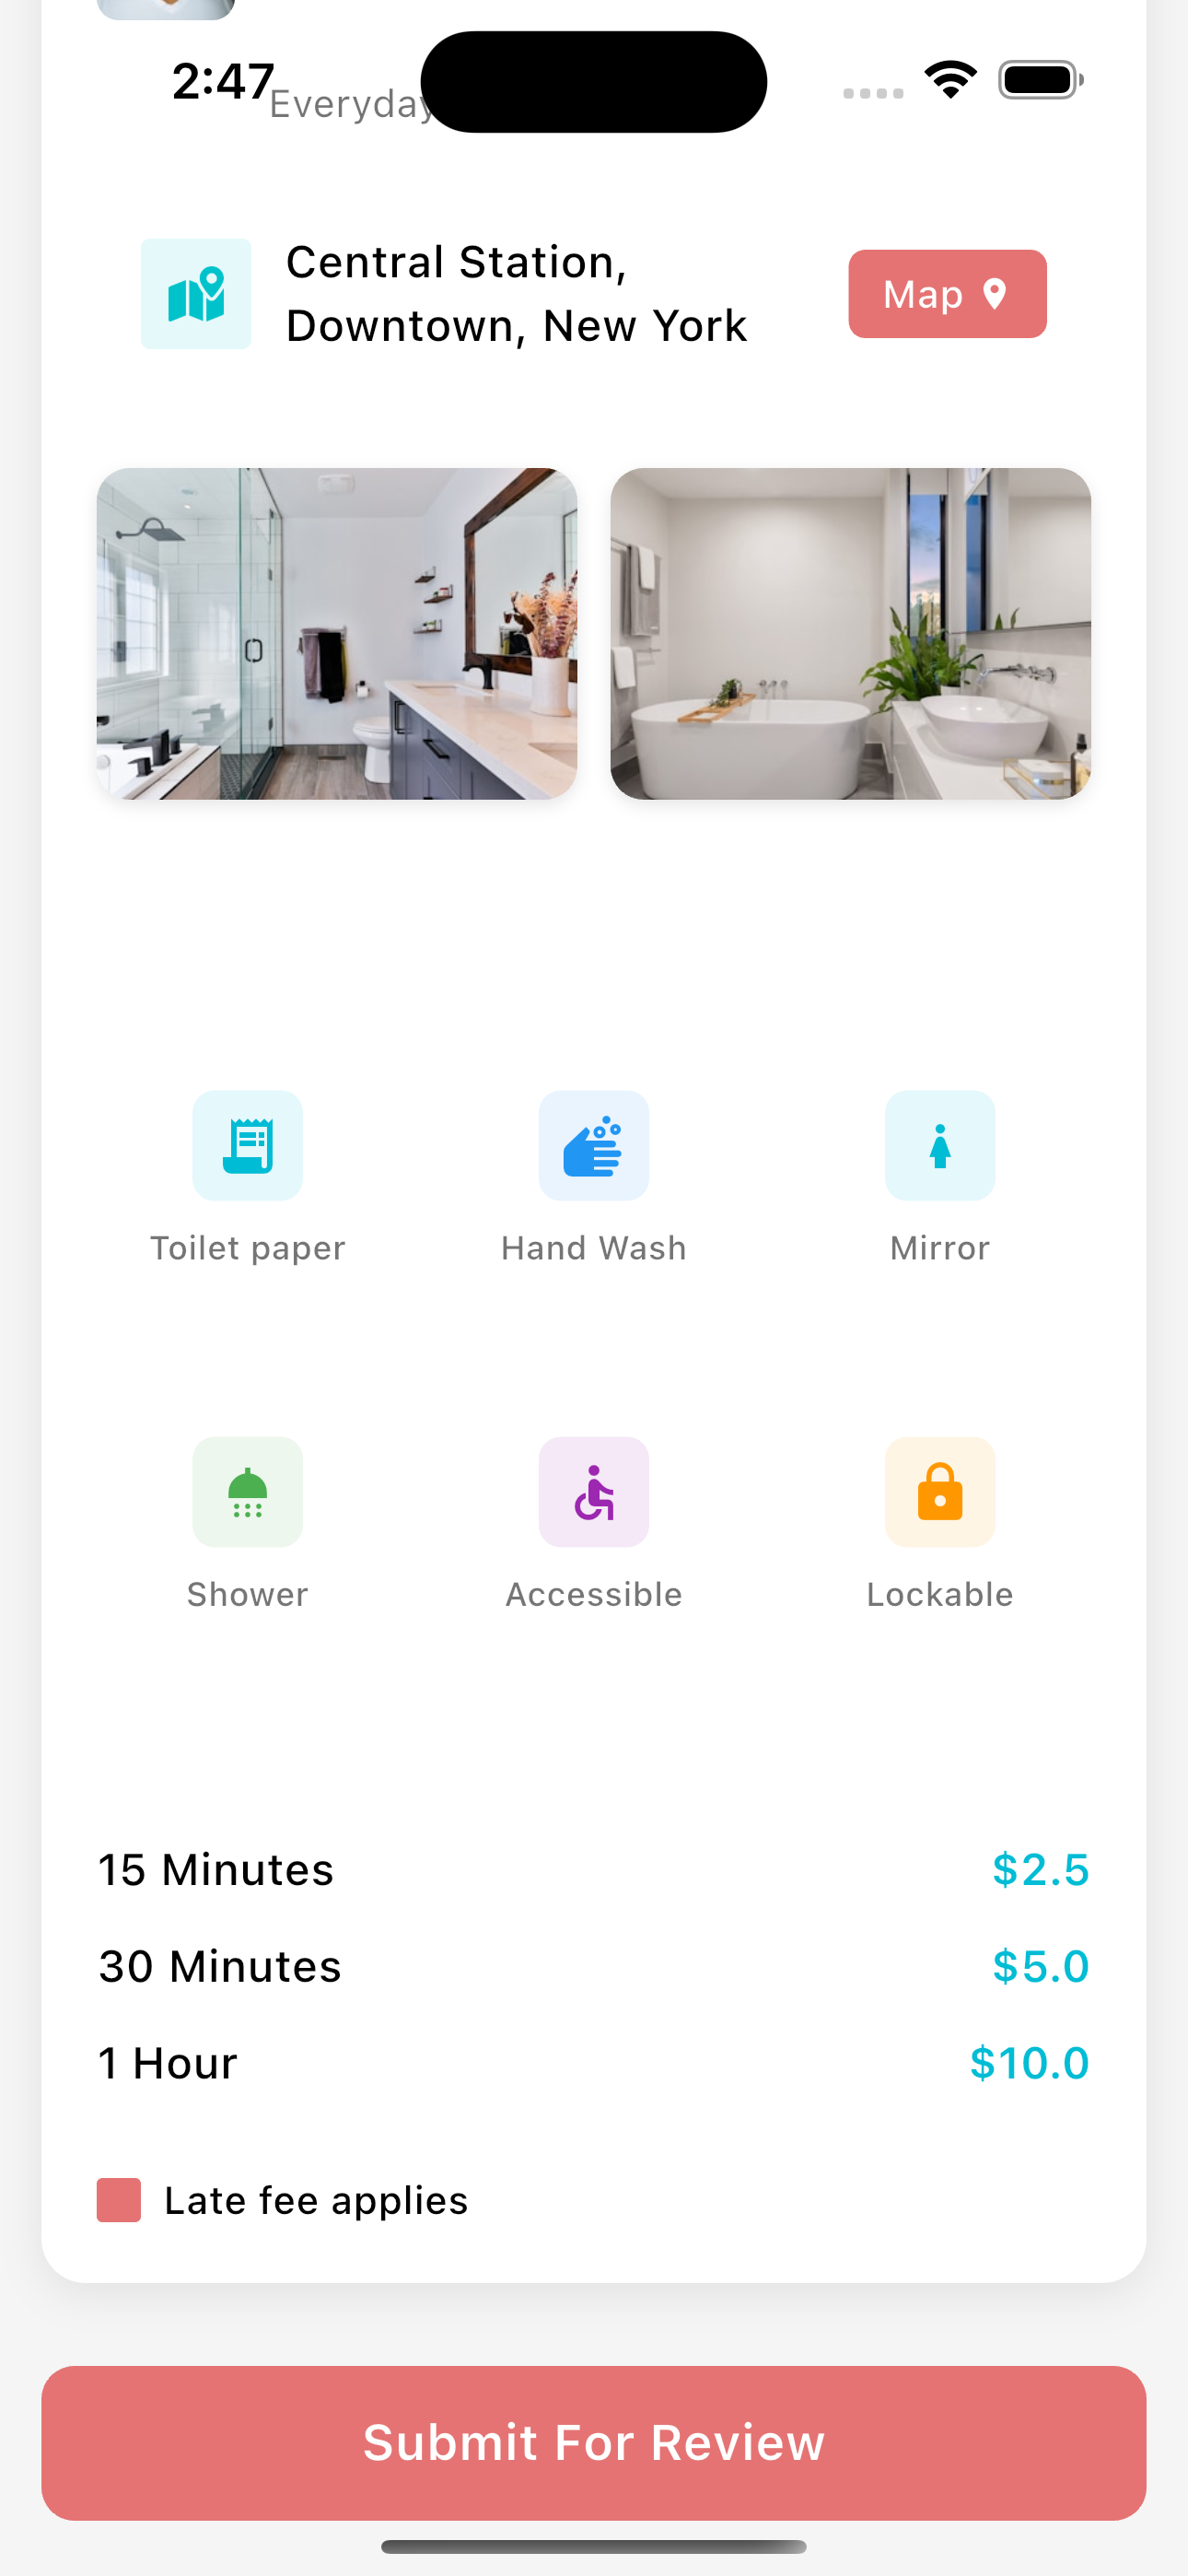 2:47
Everyday
Central Station,
Downtown, New York
Map
Toilet paper
Hand Wash
Mirror
Shower
Accessible
Lockable
15 Minutes
$2.5
30 Minutes
$5.0
1 Hour
$10.0
Late fee applies
Submit For Review